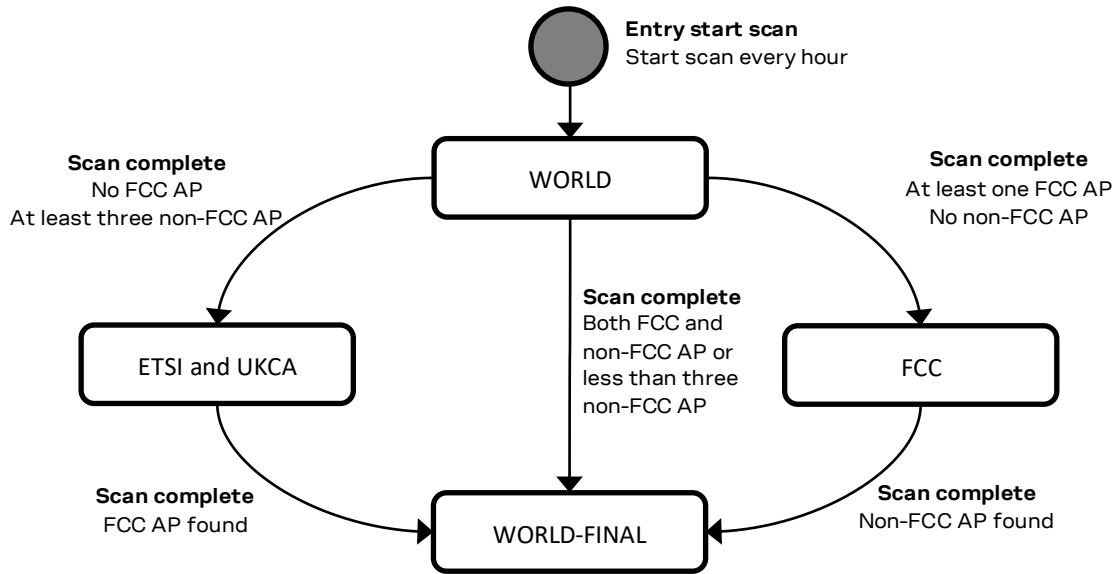 Entry start scan
Start scan every hour
WORLD
Scan complete
No FCC AP
At least three non-FCC AP
Scan complete
At least one FCC AP
No non-FCC AP
Scan complete
Both FCC and
non-FCC AP or
less than three
non-FCC AP
ETSI and UKCA
FCC
Scan complete
FCC AP found
Scan complete
Non-FCC AP found
WORLD-FINAL